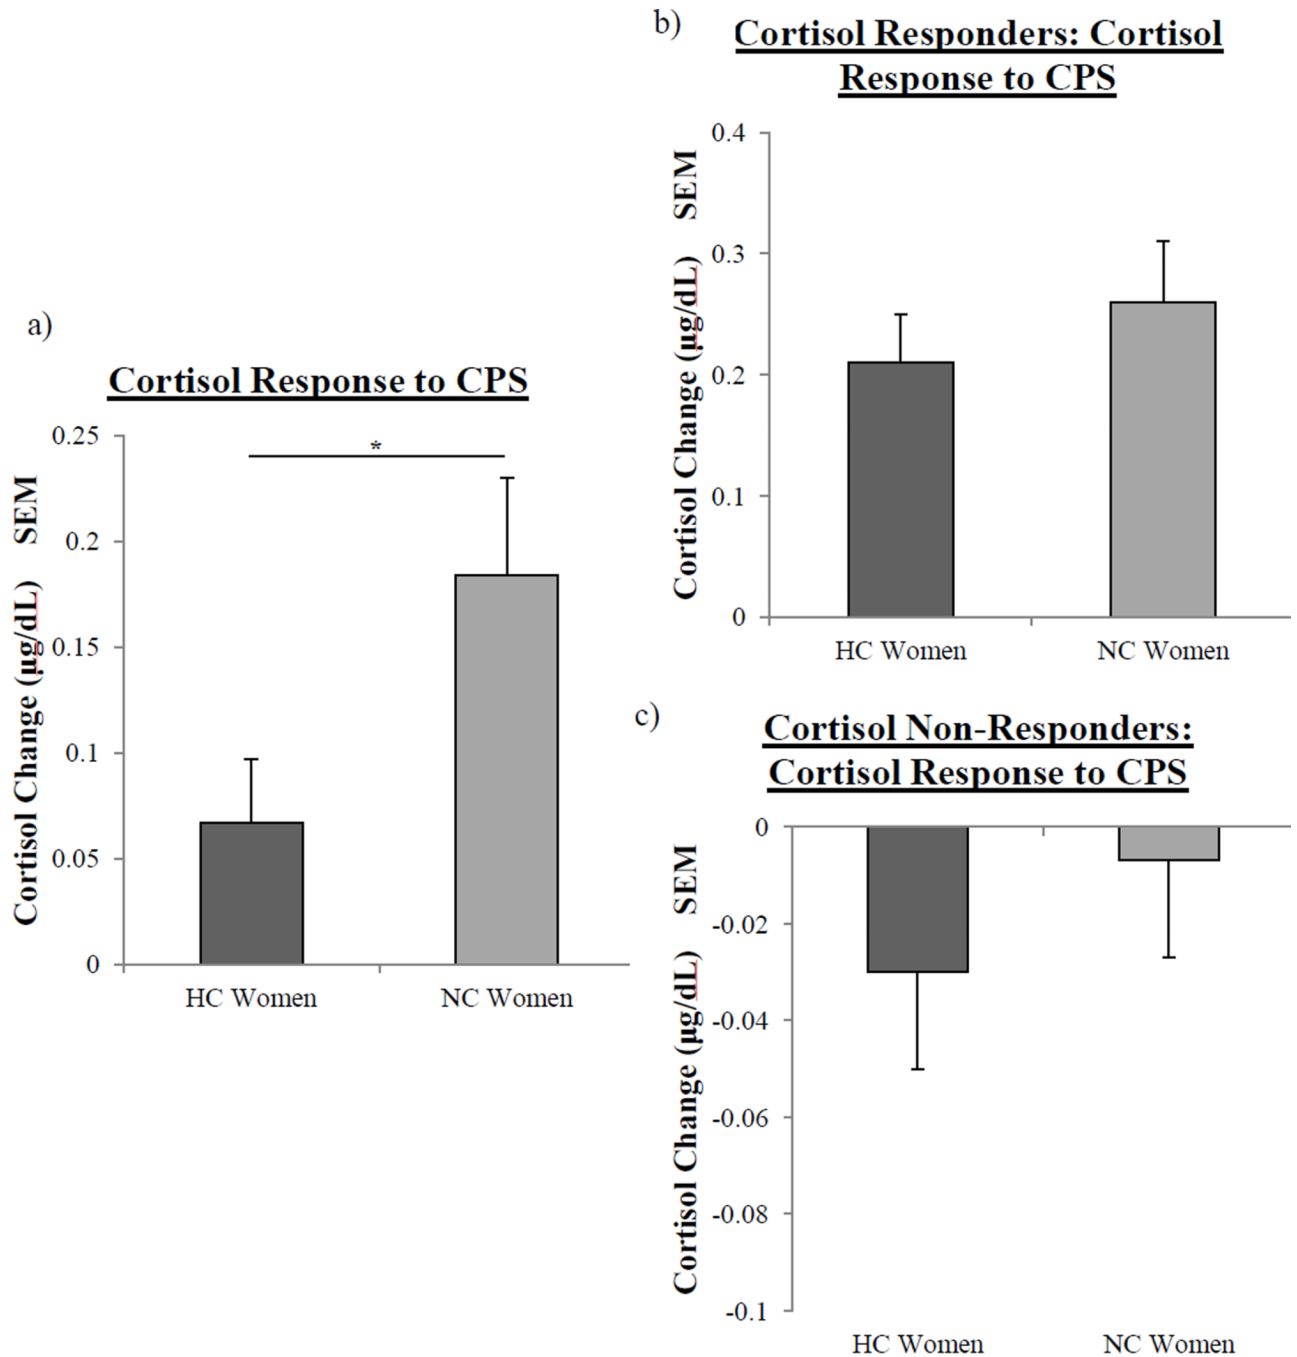 a)
Cortisol Response to CPS
Cortisol Change (µg/dL) SEM
0.25
0.2
0.15
0.1
0.05
0
*
HC Women
NC Women
b)
Cortisol Responders: Cortisol
Response to CPS
Cortisol Change (µg/dL) SEM
0.4
0.3
0.2
0.1
0
HC Women
NC Women
c)
Cortisol Non-Responders:
Cortisol Response to CPS
Cortisol Change (µg/dL) SEM
0
-0.02
-0.04
-0.06
-0.08
-0.1
HC Women
NC Women